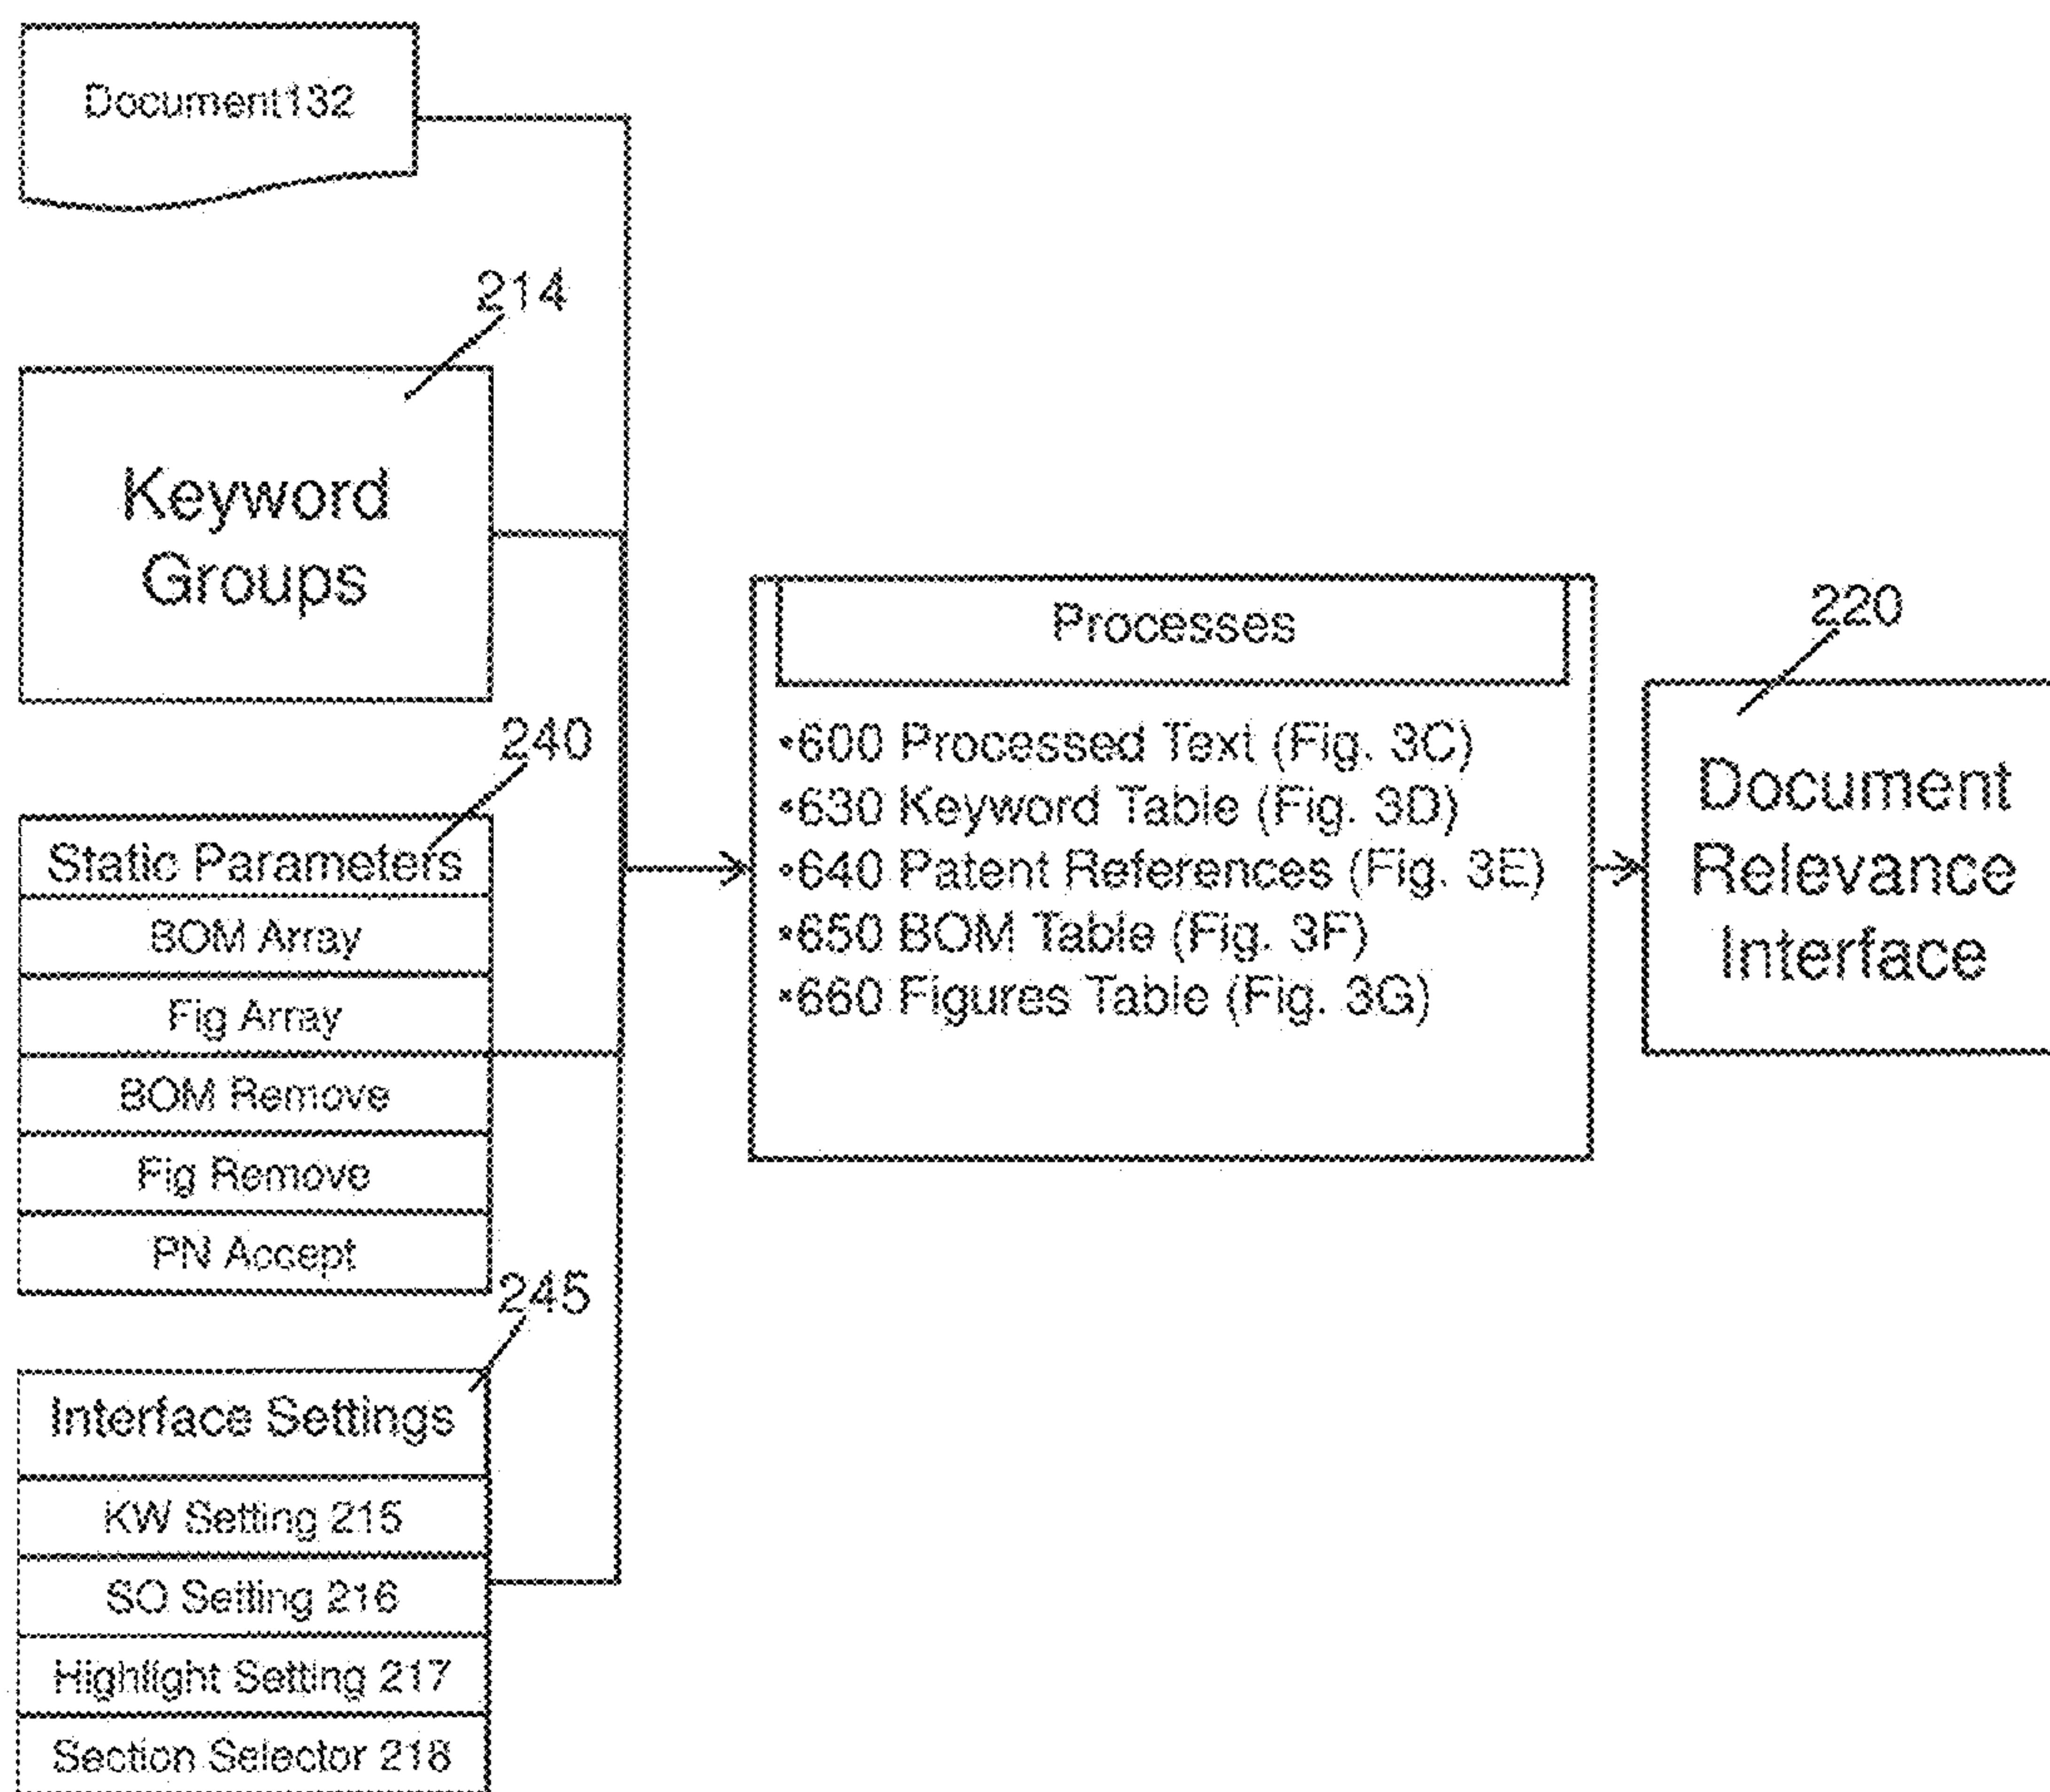 Document132
214
Keyword
Groups
240
Static Parameters
BOM Array
Fig Array
BOM Remove
Fig Remove
PN Accept
245
Interface Settings
KW Setting 215
SO Setting 216
Highlight Setting 217
Section Selector 218
Processes
•600 Processed Text (Fig. 3C)
•630 Keyword Table (Fig. 3D)
•640 Patent References (Fig. 3E)
•650 BOM Table (Fig. 3F)
•660 Figures Table (Fig. 3G)
220
Document
Relevance
Interface